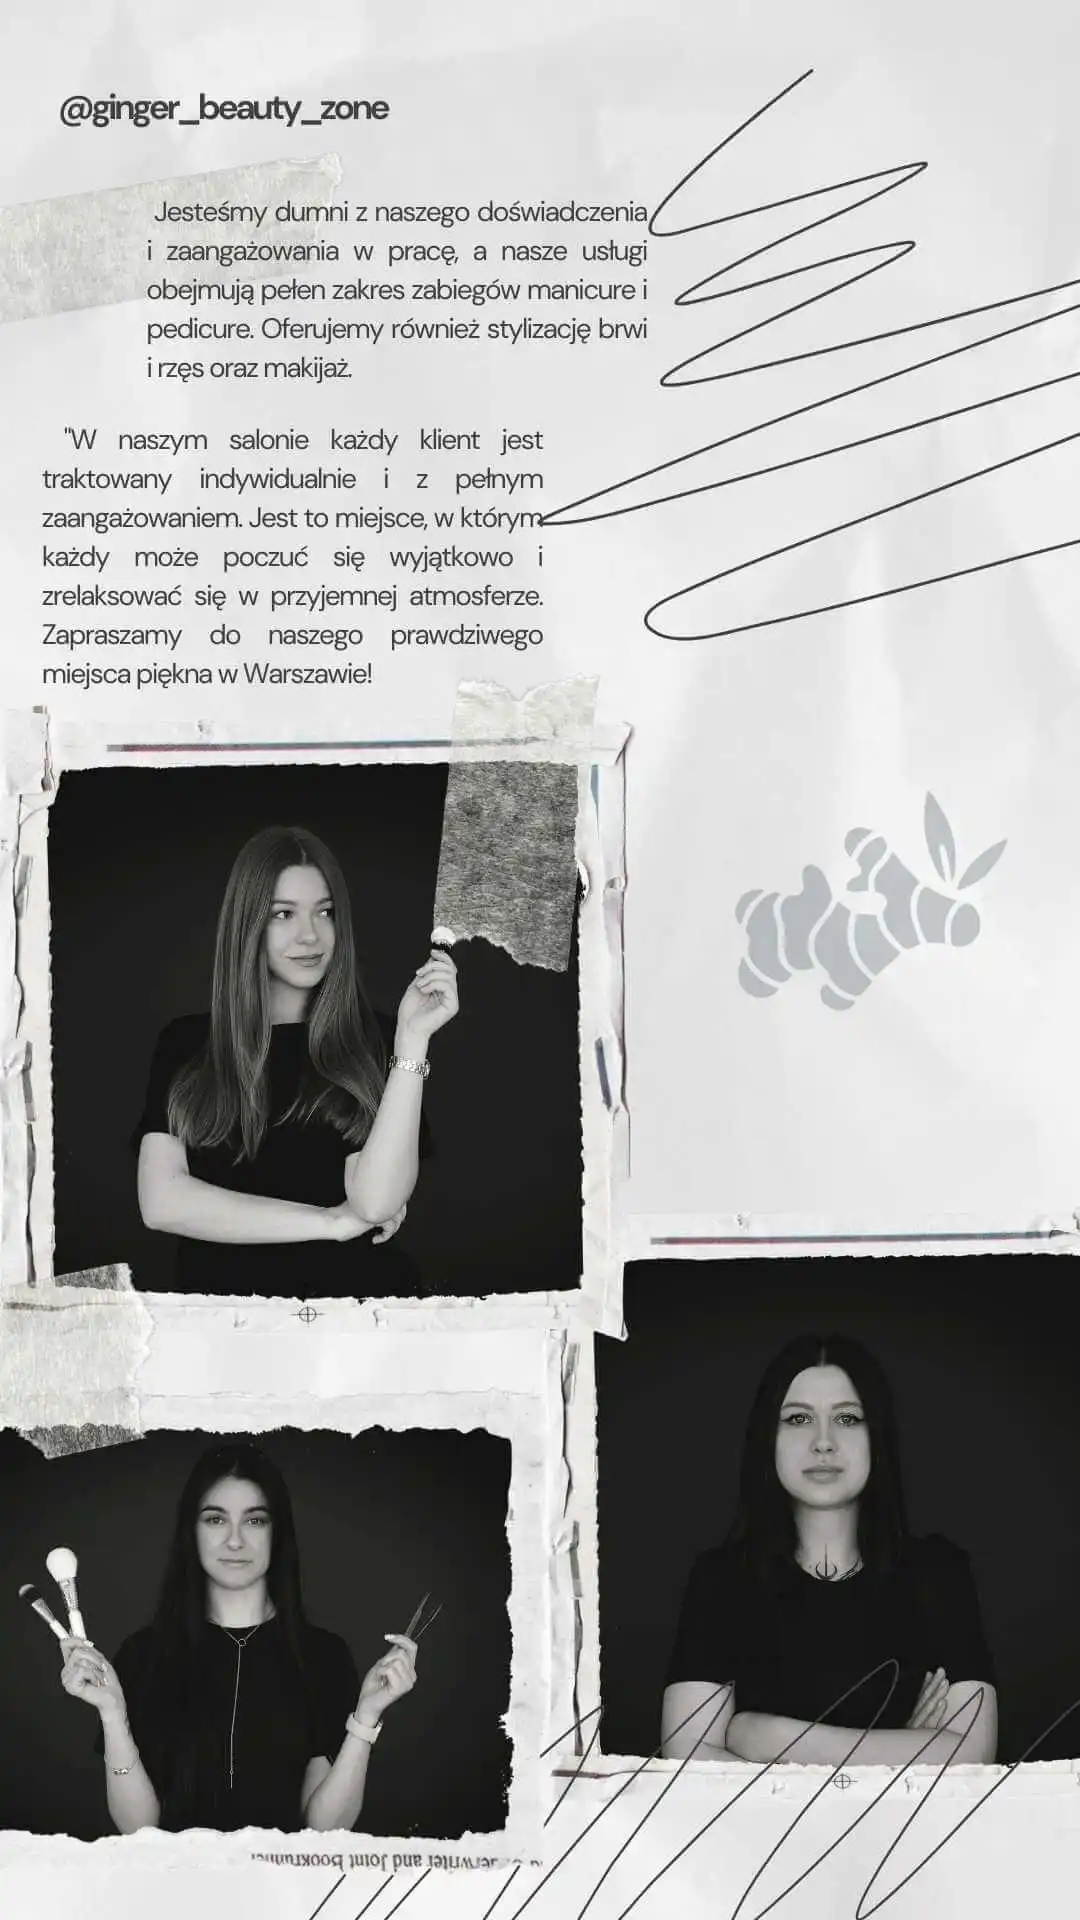 @ginger_beauty_zone
Jesteśmy dumni z naszego doświadczenia
i zaangażowania w pracę, a nasze usługi
obejmują pełen zakres zabiegów manicure i
pedicure. Oferujemy również stylizację brwi
i rzęs oraz makijaż.
"W naszym salonie każdy klient jest
traktowany indywidualnie i z pełnym
zaangażowaniem. Jest to miejsce, w którym
każdy może poczuć się wyjątkowo i
zrelaksować się w przyjemnej atmosferze.
Zapraszamy do naszego prawdziwego
miejsca piękna w Warszawie!
and Joint